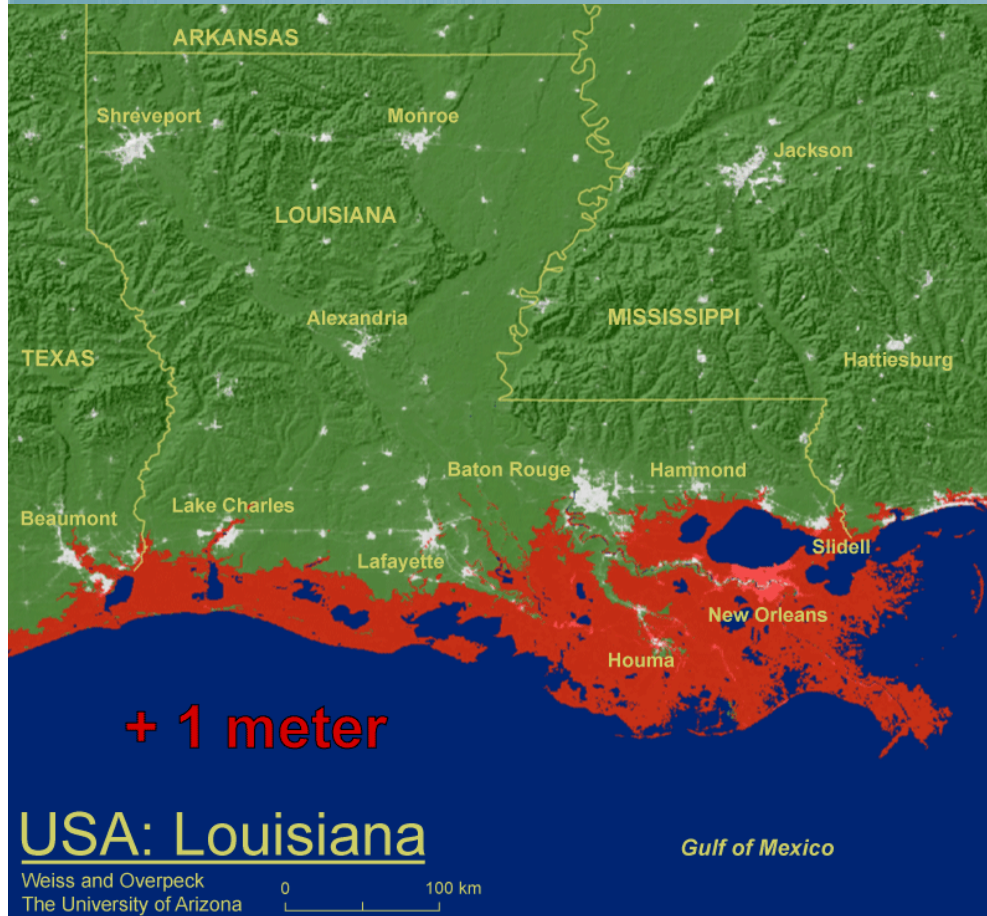 ARKANSAS
Shreveport
Monroe
Jackson
LOUISIANA
Alexandria
MISSISSIPPI
TEXAS
Hattiesburg
Baton Rouge
Hammond
Lake Charles
Beaumont
Slidell
Lafayette
New Orleans
Houma
+ 1 meter
USA: Louisiana
Gulf of Mexico
Weiss and Overpeck
0 100 km
The University of Arizona